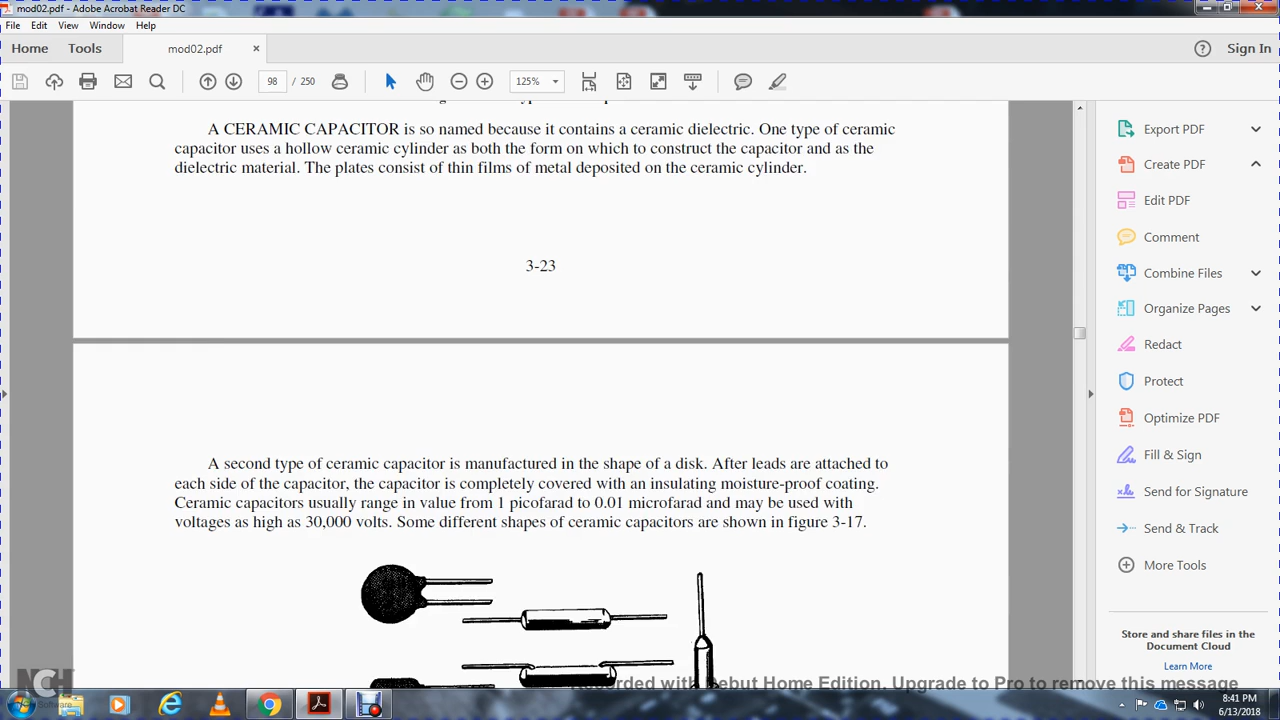 mod02.pdf - Adobe Acrobat Reader DC
File Edit View Window Help
Home Tools mod02.pdf × Sign In
98 / 250 125%
A CERAMIC CAPACITOR is so named because it contains a ceramic dielectric. One type of ceramic
capacitor uses a hollow ceramic cylinder as both the form on which to construct the capacitor and as the
dielectric material. The plates consist of thin films of metal deposited on the ceramic cylinder.
3-23
A second type of ceramic capacitor is manufactured in the shape of a disk. After leads are attached to
each side of the capacitor, the capacitor is completely covered with an insulating moisture-proof coating.
Ceramic capacitors usually range in value from 1 picofarad to 0.01 microfarad and may be used with
voltages as high as 30,000 volts. Some different shapes of ceramic capacitors are shown in figure 3-17.
Export PDF
Create PDF
Edit PDF
Comment
Combine Files
Organize Pages
Redact
Protect
Optimize PDF
Fill & Sign
Send for Signature
Send & Track
More Tools
Store and share files in the
Document Cloud
Learn More
NCH Software
Debut Home Edition. Upgrade to Pro to remove this message
8:41 PM
6/13/2018